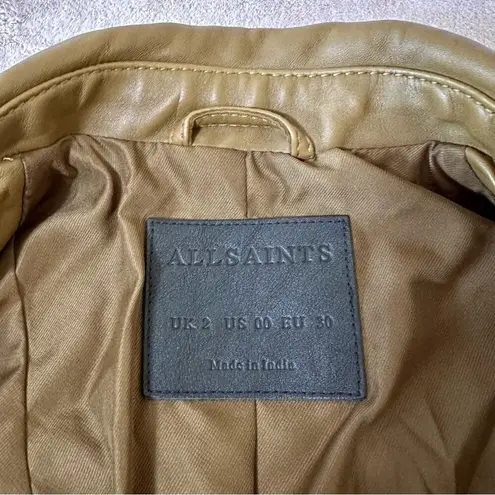 ALLSAINTS
UK 2 US 00 EU 30
Made in India